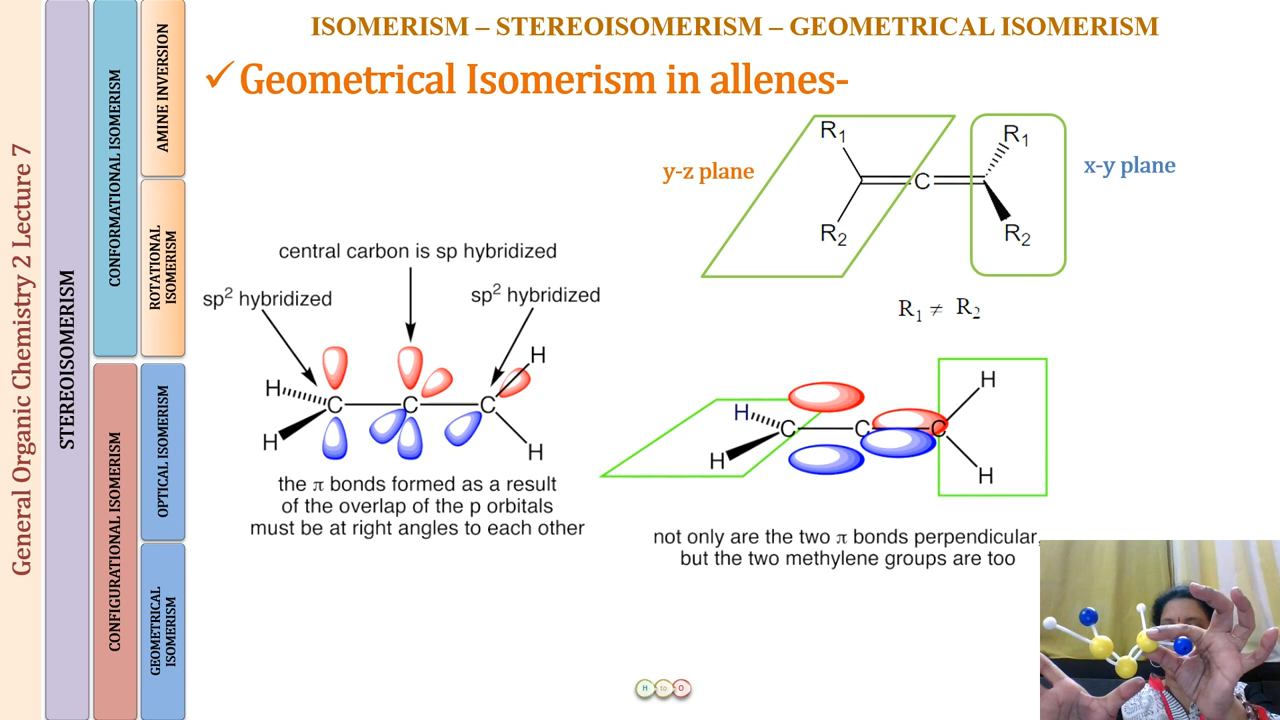 ISOMERISM – STEREOISOMERISM – GEOMETRICAL ISOMERISM
✓ Geometrical Isomerism in allenes-
General Organic Chemistry 2 Lecture 7
STEREOISOMERISM
CONFORMATIONAL ISOMERISM
CONFIGURATIONAL ISOMERISM
AMINE INVERSION
ROTATIONAL
ISOMERISM
OPTICAL ISOMERISM
GEOMETRICAL
ISOMERISM
y-z plane
R₁
R₂
C
R₁
R₂
x-y plane
R₁ ≠ R₂
central carbon is sp hybridized
sp² hybridized
sp² hybridized
H
H
C
C
C
H
H
the π bonds formed as a result
of the overlap of the p orbitals
must be at right angles to each other
H
H
C
C
C
H
H
not only are the two π bonds perpendicular,
but the two methylene groups are too
H to O